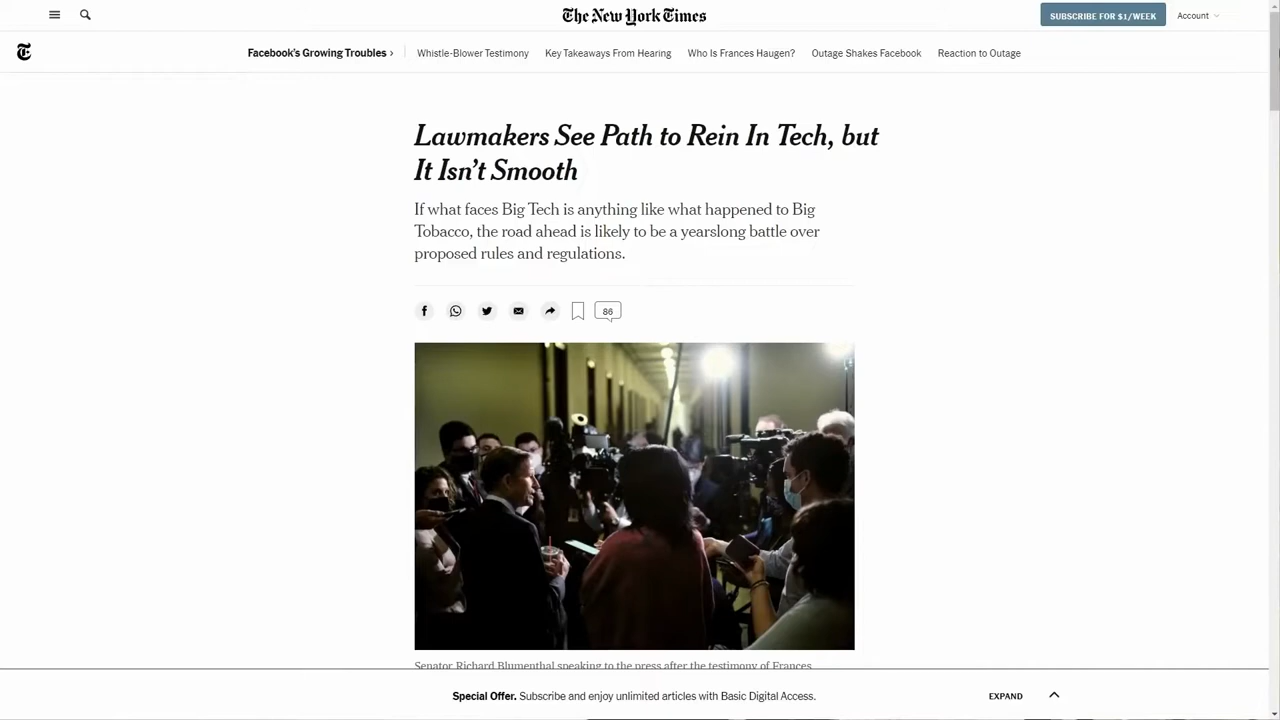 The New York Times
SUBSCRIBE FOR $1/WEEK
Account
T
Facebook's Growing Troubles ›
Whistle-Blower Testimony
Key Takeaways From Hearing
Who Is Frances Haugen?
Outage Shakes Facebook
Reaction to Outage
Lawmakers See Path to Rein In Tech, but
It Isn't Smooth
If what faces Big Tech is anything like what happened to Big
Tobacco, the road ahead is likely to be a yearslong battle over
proposed rules and regulations.
86
Senator Richard Blumenthal speaking to the press after the testimony of Frances
Special Offer. Subscribe and enjoy unlimited articles with Basic Digital Access.
EXPAND